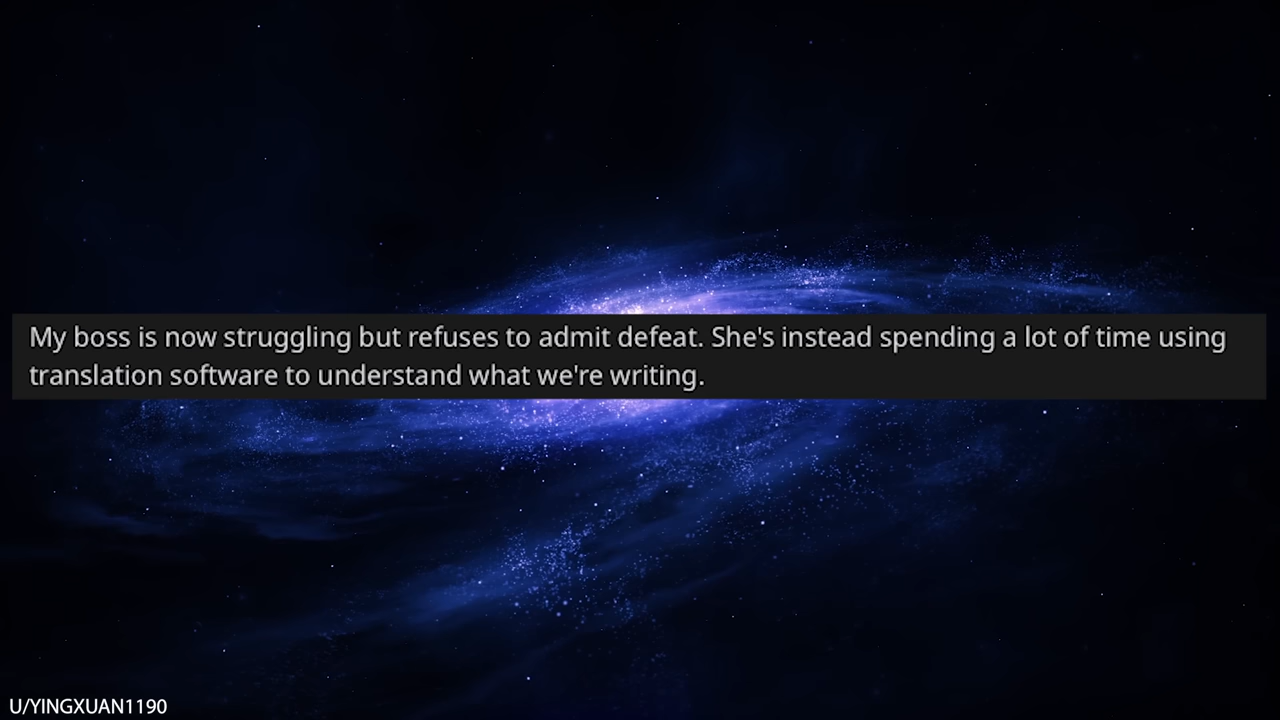 My boss is now struggling but refuses to admit defeat. She's instead spending a lot of time using
translation software to understand what we're writing.
U/YINGXUAN1190